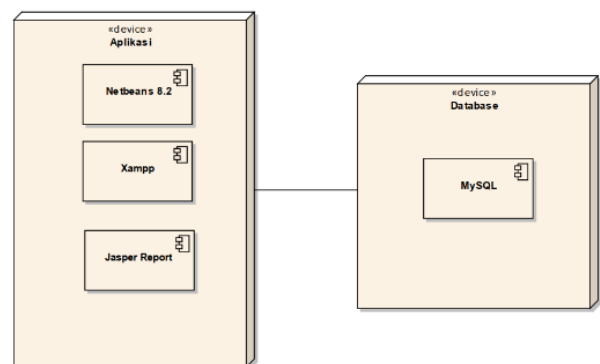 «device»
Aplikasi
Netbeans 8.2
Xampp
Jasper Report
«device»
Database
MySQL